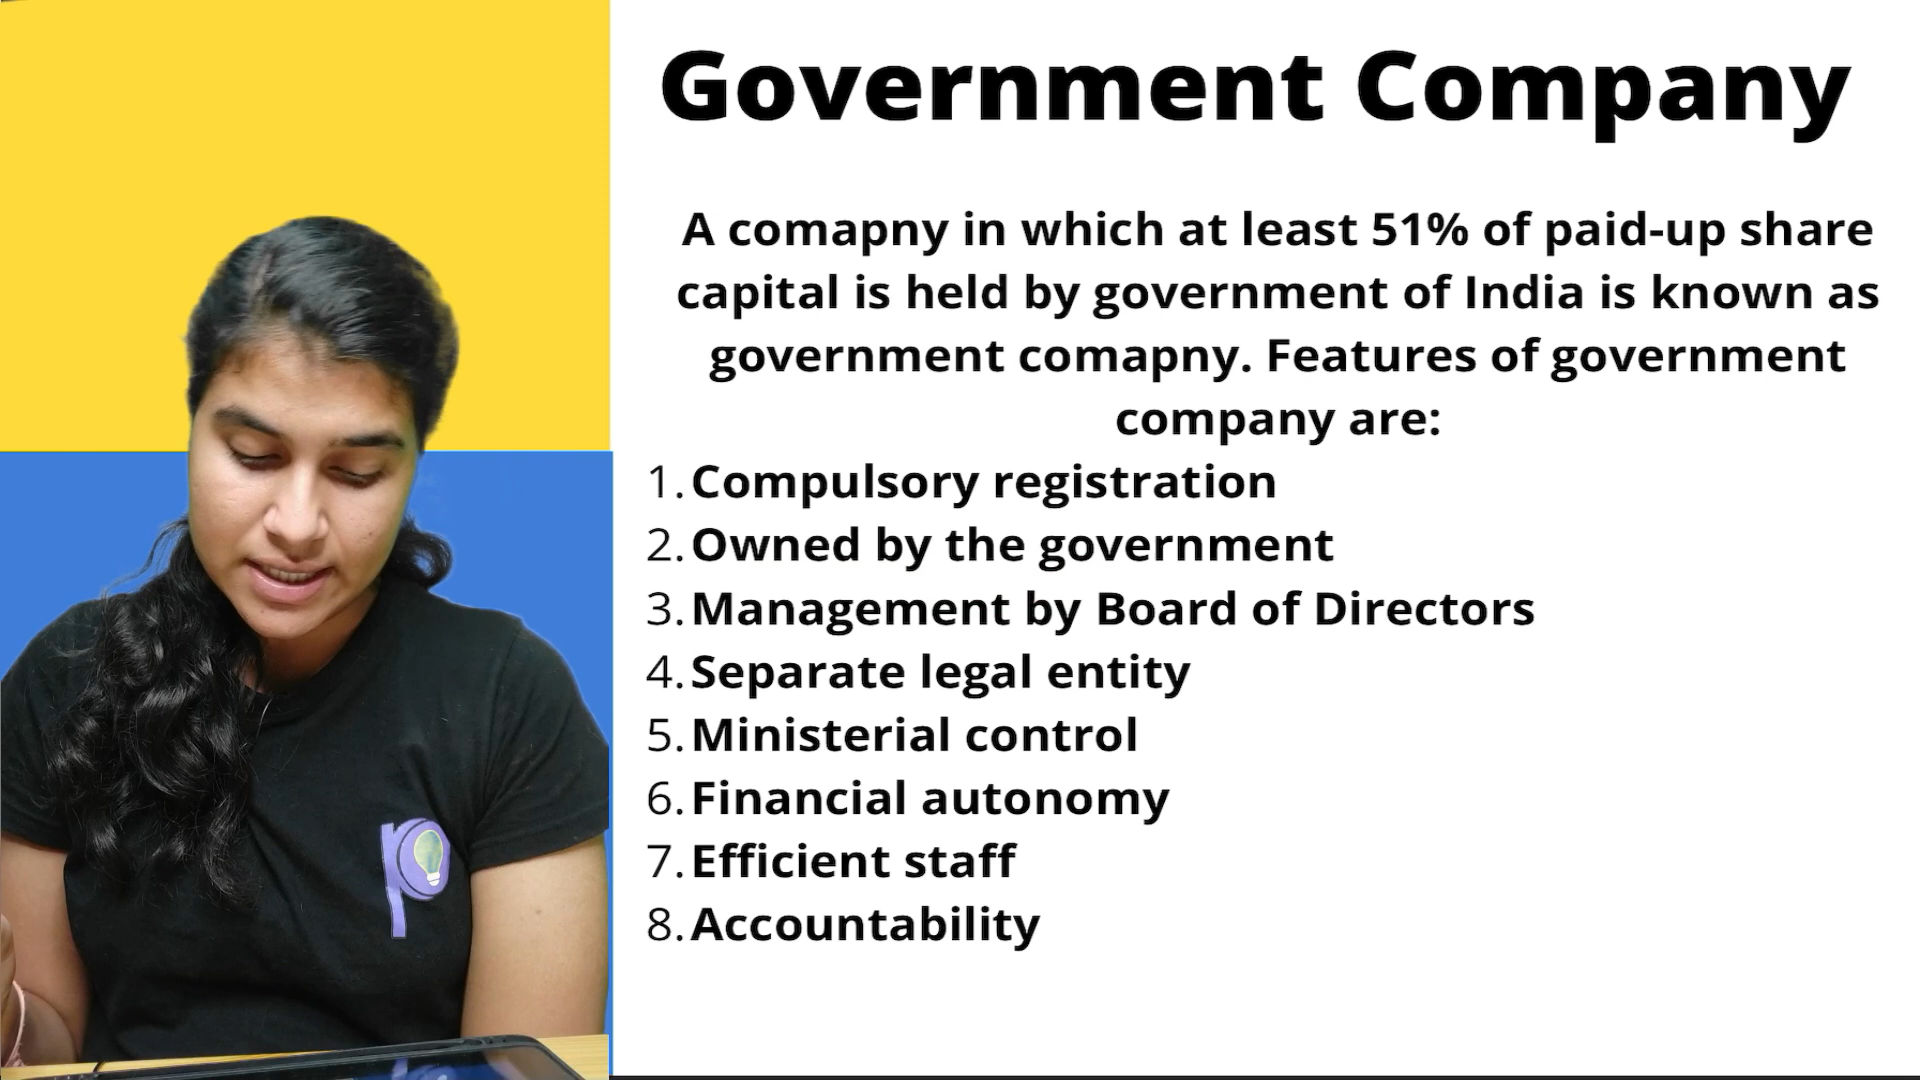 Government Company
A comapny in which at least 51% of paid-up share
capital is held by government of India is known as
government comapny. Features of government
company are:
1. Compulsory registration
2. Owned by the government
3. Management by Board of Directors
4. Separate legal entity
5. Ministerial control
6. Financial autonomy
7. Efficient staff
8. Accountability
p